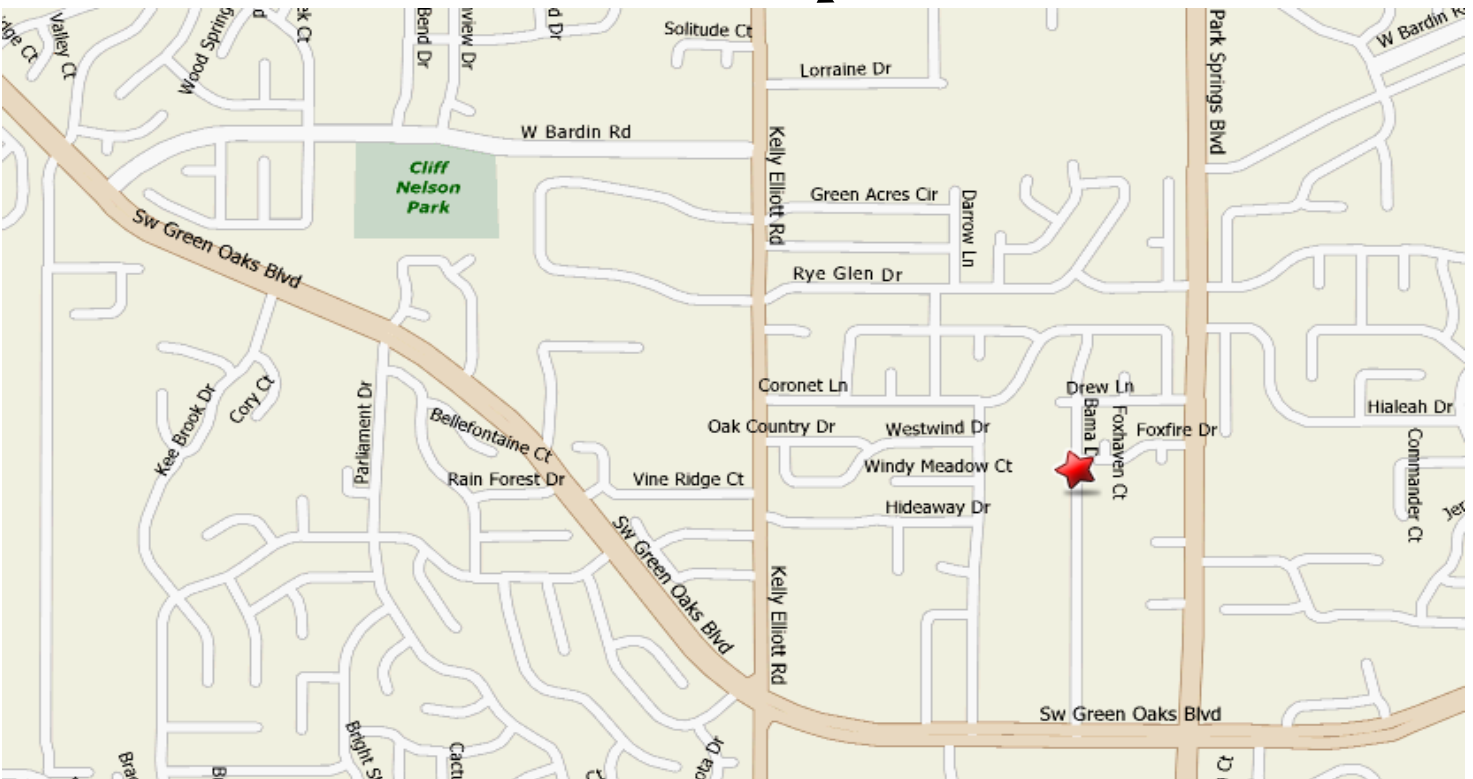 Solitude Ct
Valley Ct
Wood Spring
Bend Dr
W Bardin
Lorraine Dr
Park Springs Blvd
W Bardin Rd
Kelly Elliott Rd
Cliff
Nelson
Park
Green Acres Cir
Darrow Ln
Sw Green Oaks Blvd
Rye Glen Dr
Coronet Ln
Drew Ln
Kee Brook Dr
Cory Ct
Parliament Dr
Bellefontaine Ct
Oak Country Dr
Westwind Dr
Bama
Foxhaven Ct
Foxfire Dr
Hialeah Dr
Commander Ct
Windy Meadow Ct
Rain Forest Dr
Vine Ridge Ct
Hideaway Dr
Sw Green Oaks Blvd
Kelly Elliott Rd
Sw Green Oaks Blvd